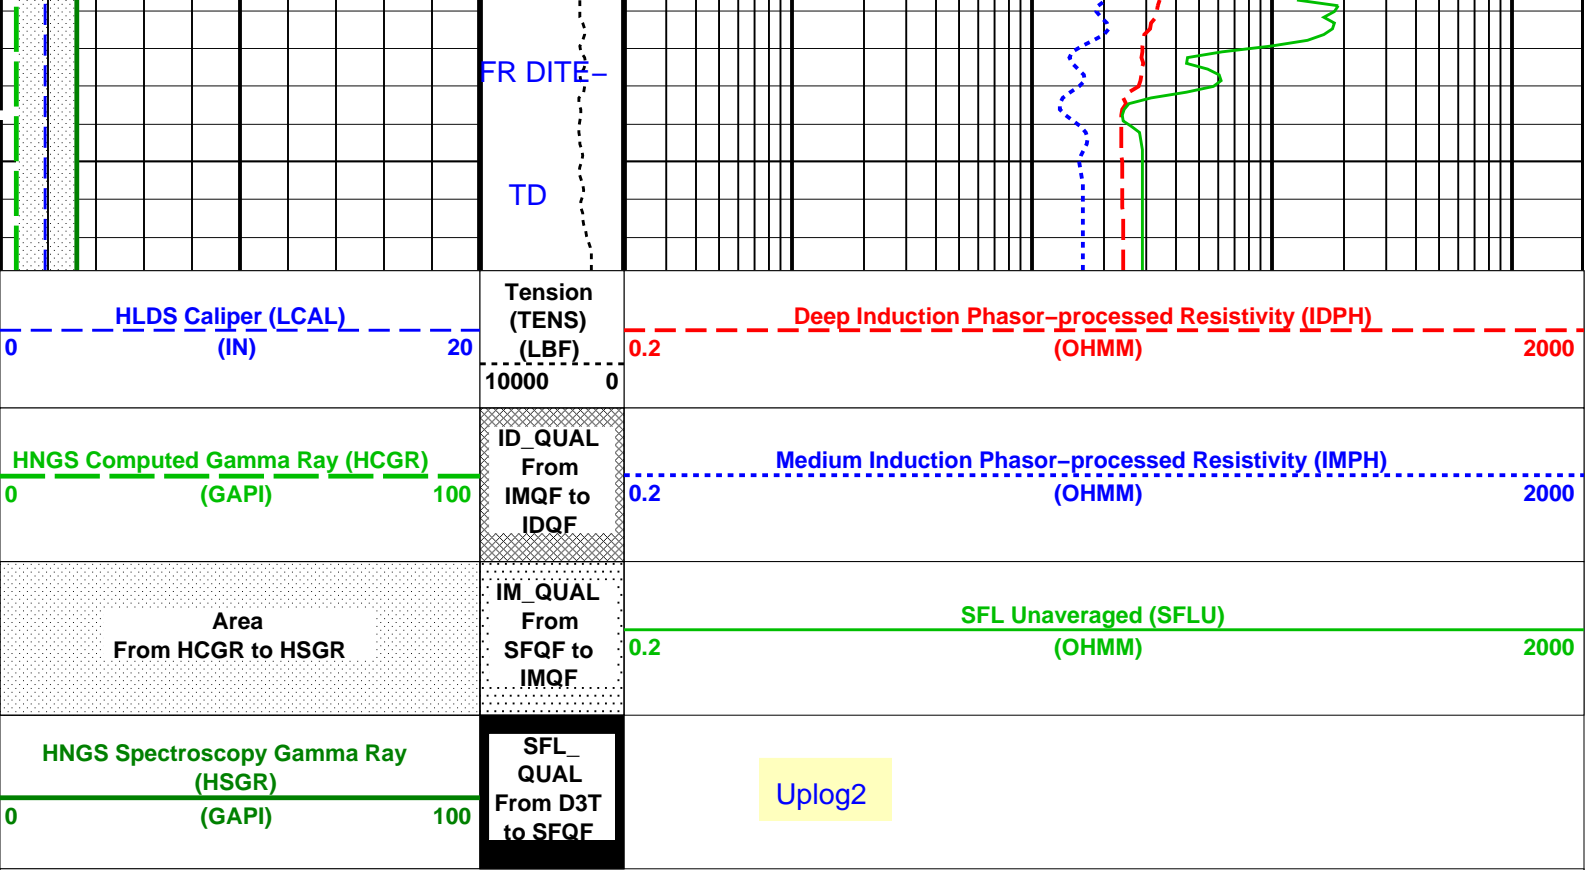 FR DITE–
TD
HLDS Caliper (LCAL)
0 (IN) 20
Tension
(TENS)
(LBF)
10000 0
Deep Induction Phasor–processed Resistivity (IDPH)
0.2 (OHMM) 2000
HNGS Computed Gamma Ray (HCGR)
0 (GAPI) 100
ID_QUAL
From
IMQF to
IDQF
Medium Induction Phasor–processed Resistivity (IMPH)
0.2 (OHMM) 2000
Area
From HCGR to HSGR
IM_QUAL
From
SFQF to
IMQF
SFL Unaveraged (SFLU)
0.2 (OHMM) 2000
HNGS Spectroscopy Gamma Ray
(HSGR)
0 (GAPI) 100
SFL_
QUAL
From D3T
to SFQF
Uplog2